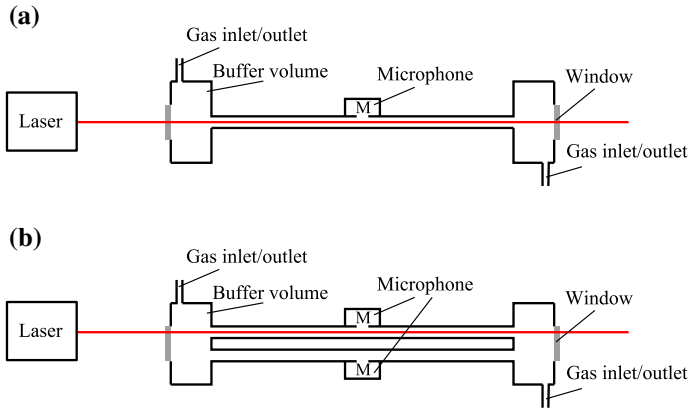 (a)
Gas inlet/outlet
Buffer volume
Microphone
Window
M
Laser
Gas inlet/outlet
(b)
Gas inlet/outlet
Buffer volume
Microphone
Window
M
Laser
M
Gas inlet/outlet